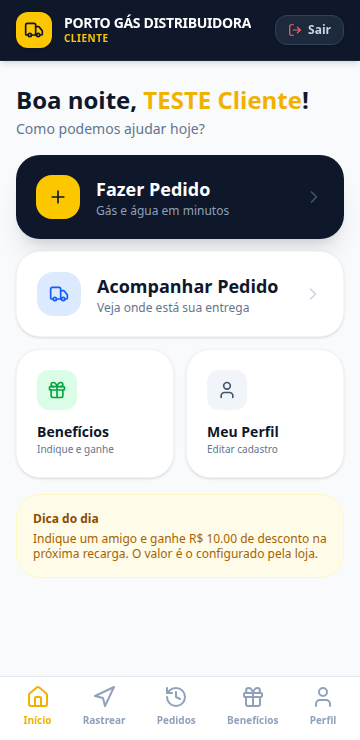 PORTO GÁS DISTRIBUIDORA
CLIENTE
Sair
Boa noite, TESTE Cliente!
Como podemos ajudar hoje?
Fazer Pedido
Gás e água em minutos
Acompanhar Pedido
Veja onde está sua entrega
Benefícios
Indique e ganhe
Meu Perfil
Editar cadastro
Dica do dia
Indique um amigo e ganhe R$ 10.00 de desconto na
próxima recarga. O valor é o configurado pela loja.
Início
Rastrear
Pedidos
Benefícios
Perfil